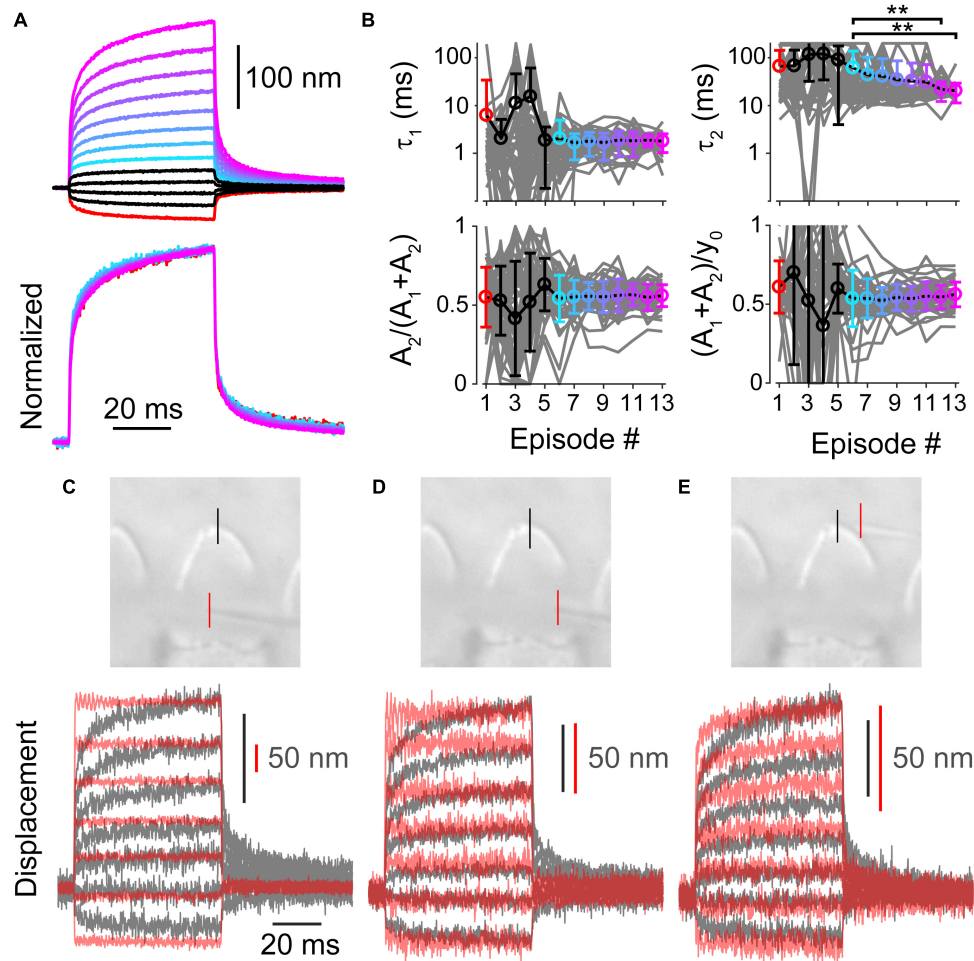 A
100 nm
Normalized
20 ms
B
τ1 (ms)
100
10
1
τ2 (ms)
100
10
1
**
**
A2/(A1+A2)
1
0.5
0
1 3 5 7 9 11 13
(A1+A2)/y0
1
0.5
0
1 3 5 7 9 11 13
Episode #
C
D
E
Displacement
50 nm
20 ms
50 nm
50 nm